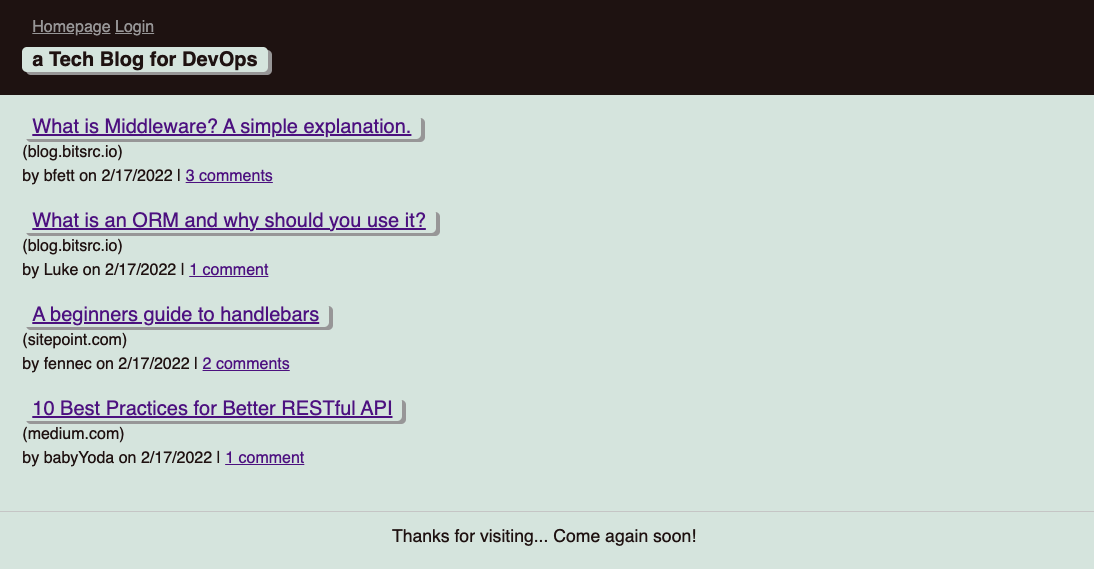 Homepage Login
a Tech Blog for DevOps
What is Middleware? A simple explanation.
(blog.bitsrc.io)
by bfett on 2/17/2022 | 3 comments
What is an ORM and why should you use it?
(blog.bitsrc.io)
by Luke on 2/17/2022 | 1 comment
A beginners guide to handlebars
(sitepoint.com)
by fennec on 2/17/2022 | 2 comments
10 Best Practices for Better RESTful API
(medium.com)
by babyYoda on 2/17/2022 | 1 comment
Thanks for visiting... Come again soon!